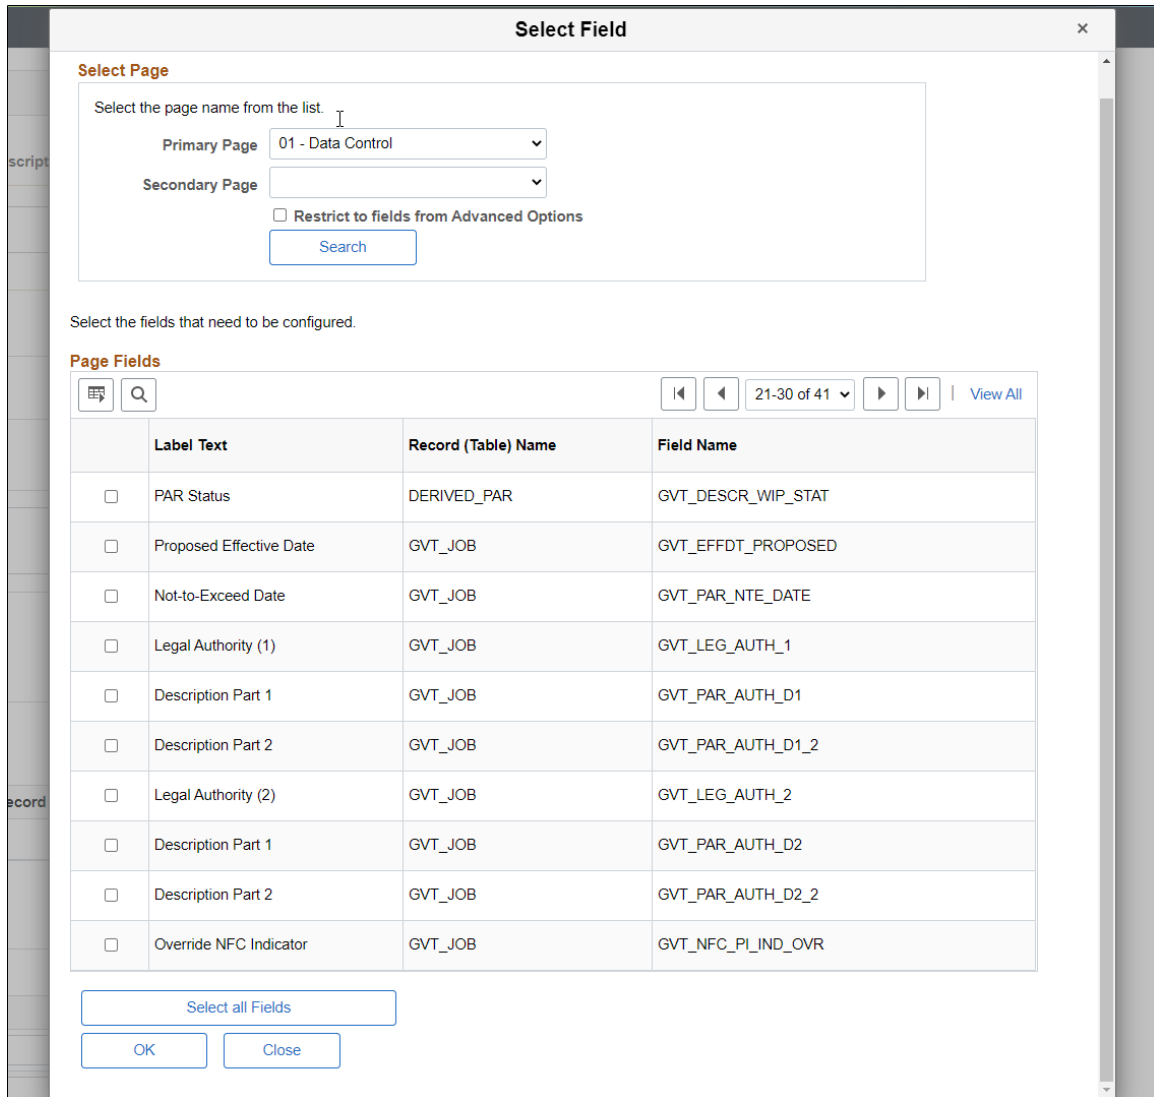 Select Field
×
Select Page
Select the page name from the list.
Primary Page 01 - Data Control
Secondary Page
Restrict to fields from Advanced Options
Search
script
Select the fields that need to be configured.
Page Fields
21-30 of 41 | View All
Label Text Record (Table) Name Field Name
PAR Status DERIVED_PAR GVT_DESCR_WIP_STAT
Proposed Effective Date GVT_JOB GVT_EFFDT_PROPOSED
Not-to-Exceed Date GVT_JOB GVT_PAR_NTE_DATE
Legal Authority (1) GVT_JOB GVT_LEG_AUTH_1
Description Part 1 GVT_JOB GVT_PAR_AUTH_D1
Description Part 2 GVT_JOB GVT_PAR_AUTH_D1_2
Legal Authority (2) GVT_JOB GVT_LEG_AUTH_2
ecord
Description Part 1 GVT_JOB GVT_PAR_AUTH_D2
Description Part 2 GVT_JOB GVT_PAR_AUTH_D2_2
Override NFC Indicator GVT_JOB GVT_NFC_PI_IND_OVR
Select all Fields
OK Close